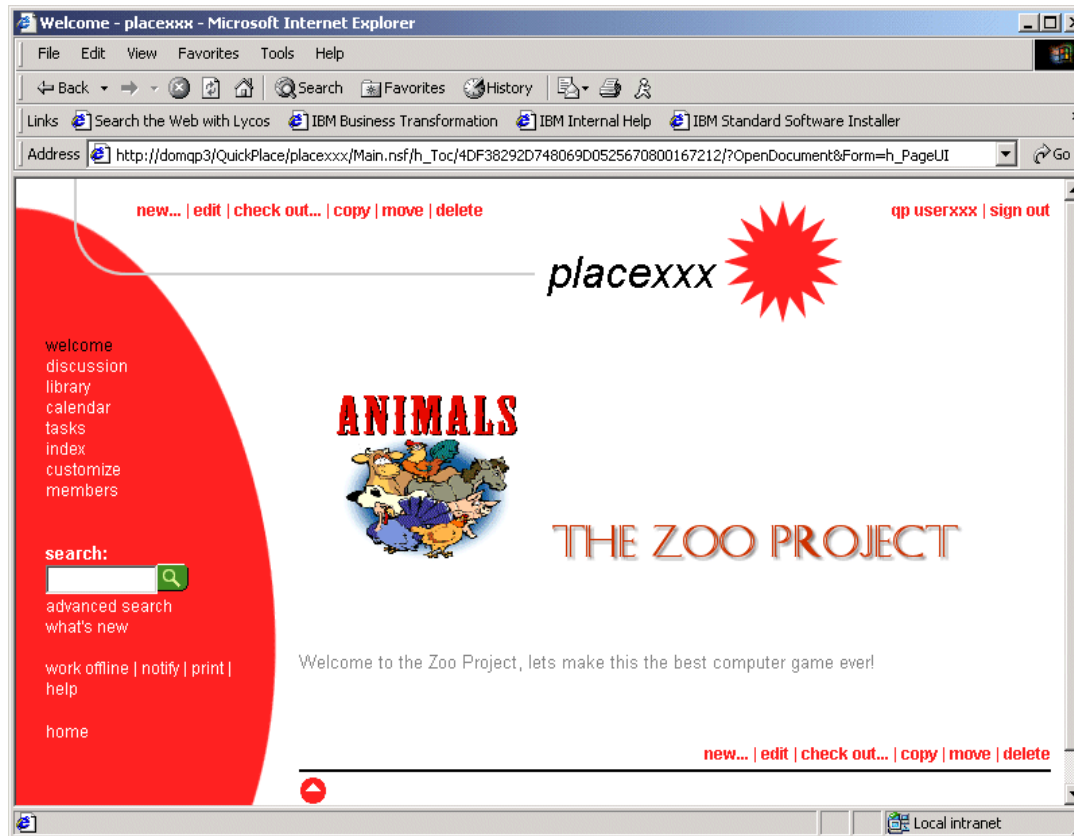 Welcome - placexxx - Microsoft Internet Explorer
File Edit View Favorites Tools Help
Back Search Favorites History
Links Search the Web with Lycos IBM Business Transformation IBM Internal Help IBM Standard Software Installer
Address http://domqp3/QuickPlace/placexxx/Main.nsf/h_Toc/4DF38292D748069D0525670800167212/?OpenDocument&Form=h_PageUI Go
new... | edit | check out... | copy | move | delete
qp userxxx | sign out
placexxx
welcome
discussion
library
calendar
tasks
index
customize
members
search:
advanced search
what's new
work offline | notify | print |
help
home
ANIMALS
THE ZOO PROJECT
Welcome to the Zoo Project, lets make this the best computer game ever!
new... | edit | check out... | copy | move | delete
Local intranet